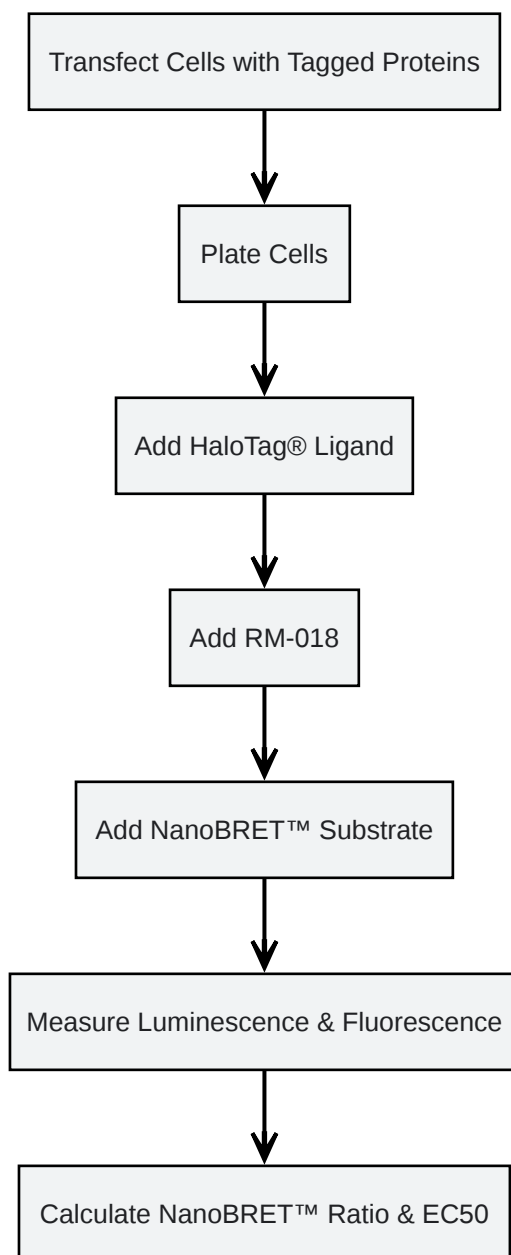 Transfect Cells with Tagged Proteins
Plate Cells
Add HaloTag® Ligand
Add RM-018
Add NanoBRET™ Substrate
Measure Luminescence & Fluorescence
Calculate NanoBRET™ Ratio & EC50